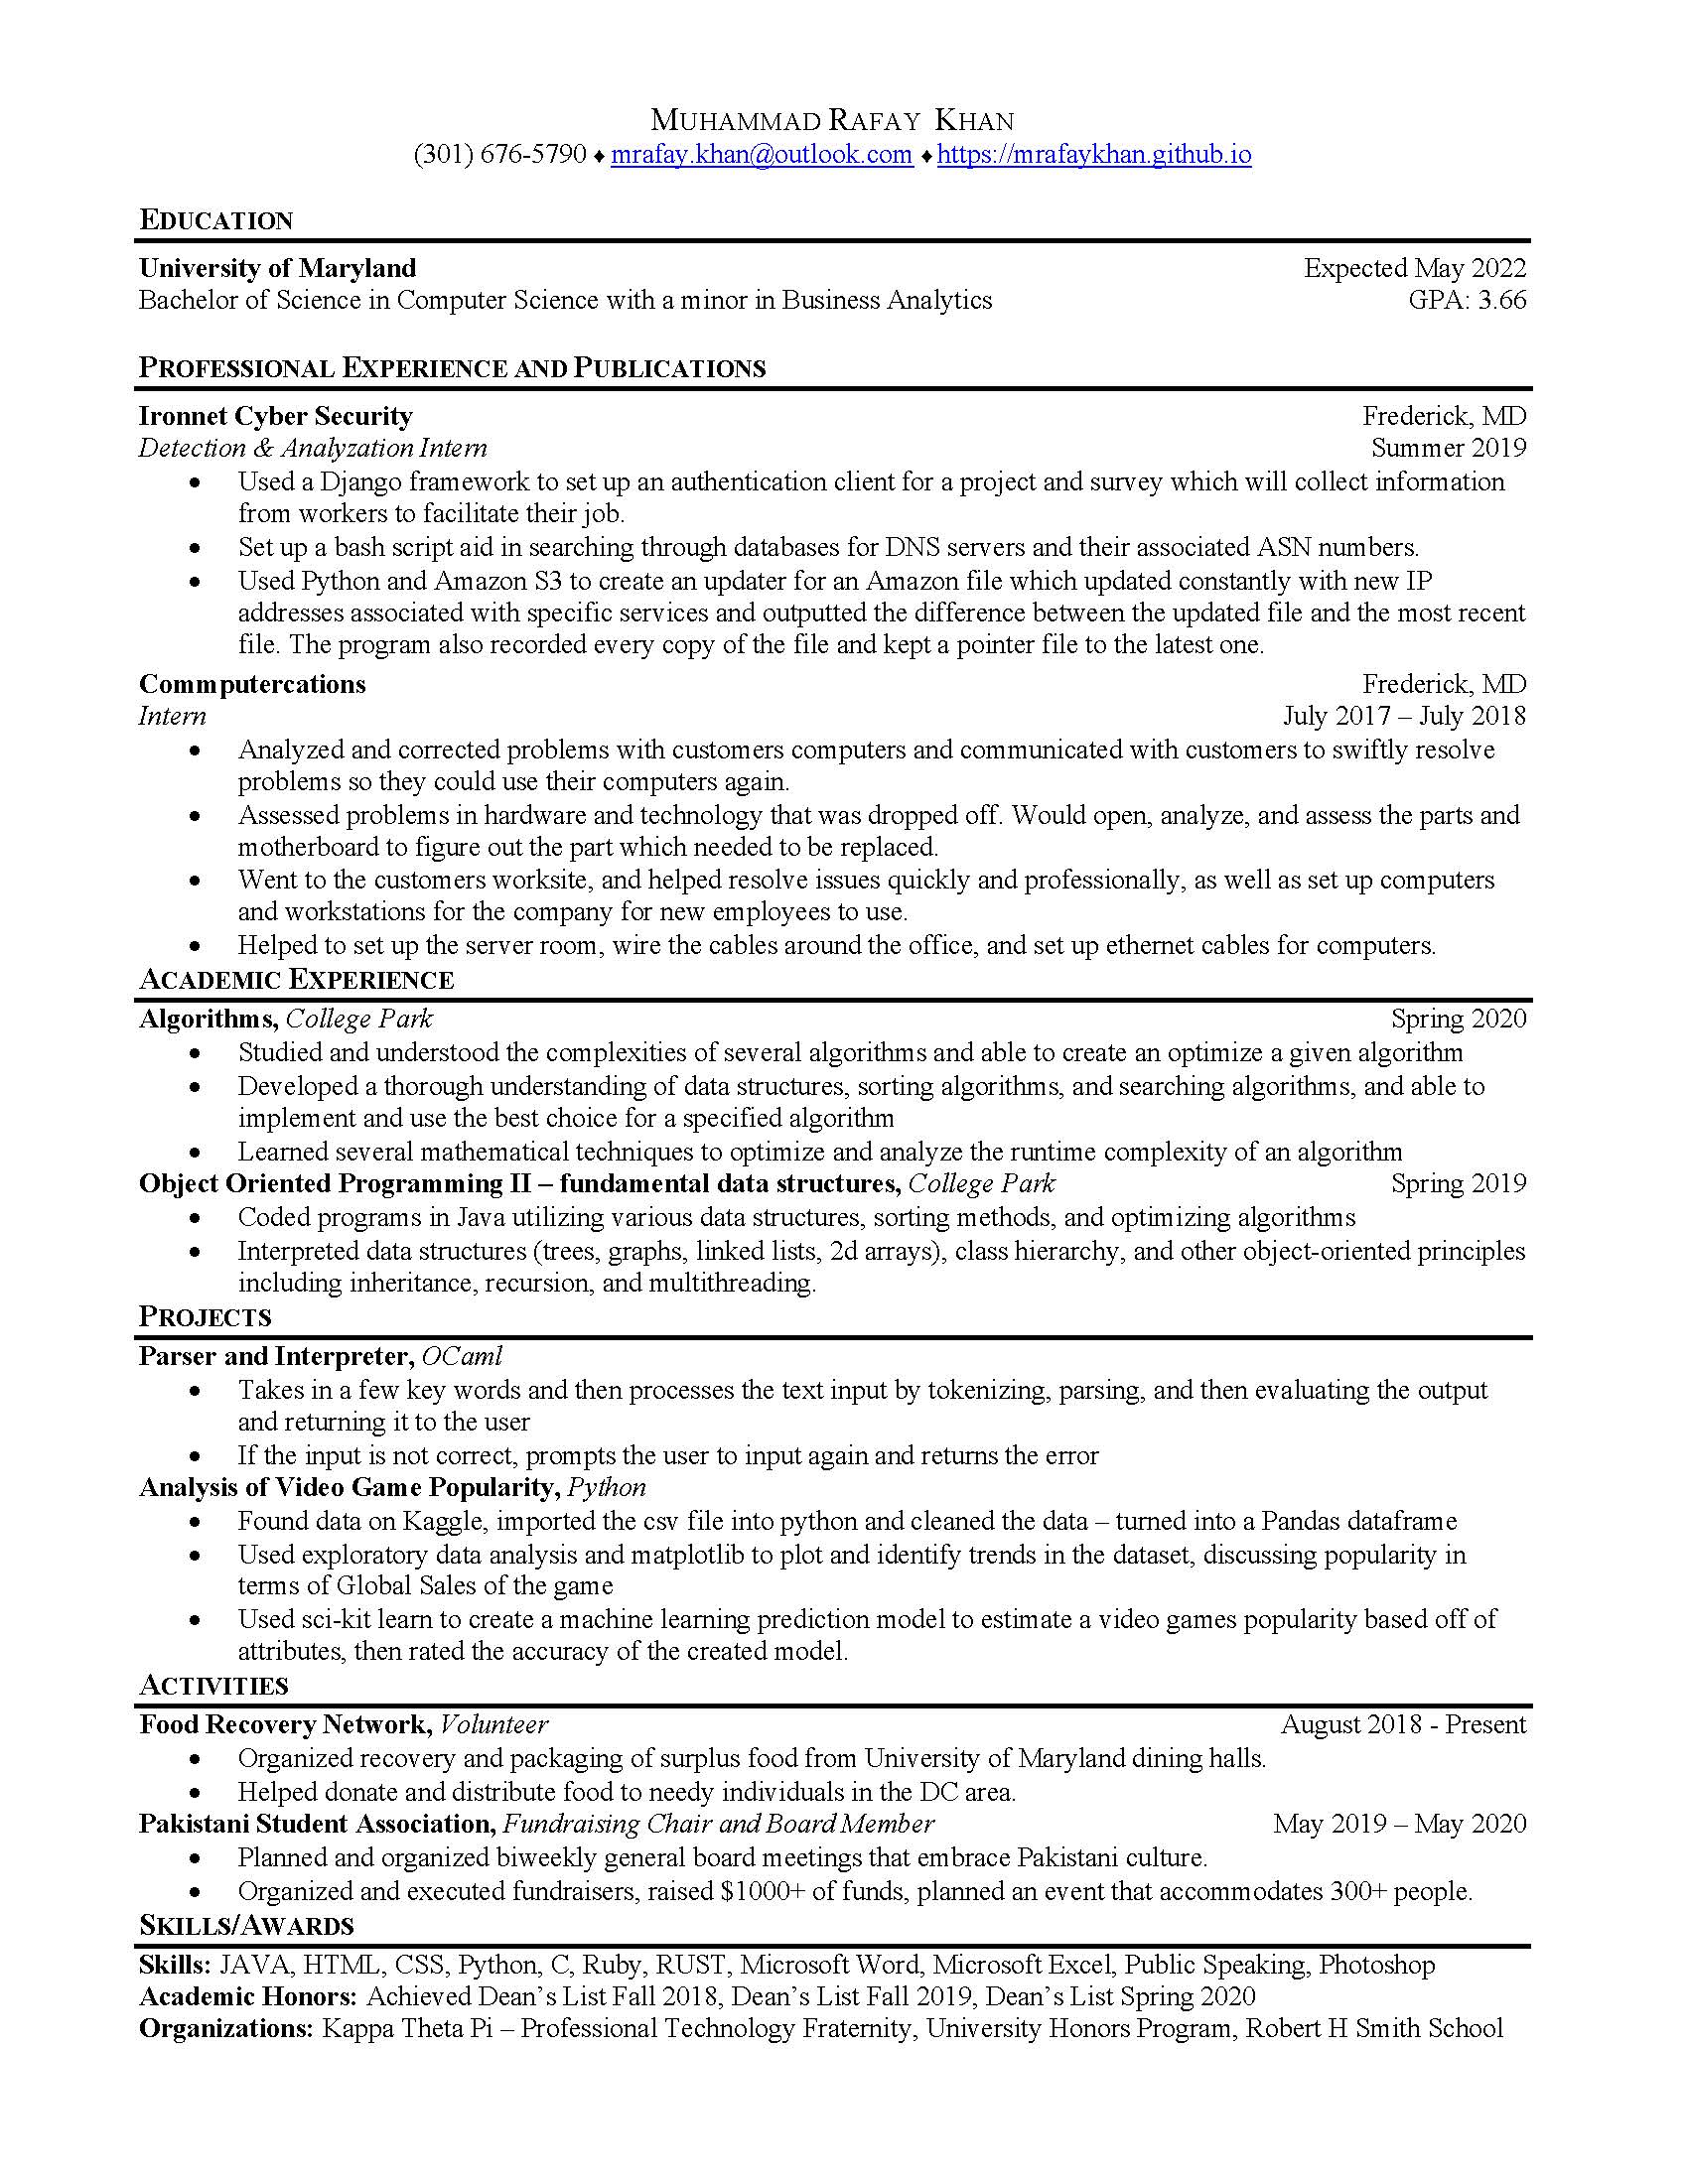 MUHAMMAD RAFAY KHAN
(301) 676-5790 ♦ mrafay.khan@outlook.com ♦ https://mrafaykhan.github.io
EDUCATION
University of Maryland Expected May 2022
Bachelor of Science in Computer Science with a minor in Business Analytics GPA: 3.66
PROFESSIONAL EXPERIENCE AND PUBLICATIONS
Ironnet Cyber Security Frederick, MD
Detection & Analyzation Intern Summer 2019
• Used a Django framework to set up an authentication client for a project and survey which will collect information
from workers to facilitate their job.
• Set up a bash script aid in searching through databases for DNS servers and their associated ASN numbers.
• Used Python and Amazon S3 to create an updater for an Amazon file which updated constantly with new IP
addresses associated with specific services and outputted the difference between the updated file and the most recent
file. The program also recorded every copy of the file and kept a pointer file to the latest one.
Commputercations Frederick, MD
Intern July 2017 – July 2018
• Analyzed and corrected problems with customers computers and communicated with customers to swiftly resolve
problems so they could use their computers again.
• Assessed problems in hardware and technology that was dropped off. Would open, analyze, and assess the parts and
motherboard to figure out the part which needed to be replaced.
• Went to the customers worksite, and helped resolve issues quickly and professionally, as well as set up computers
and workstations for the company for new employees to use.
• Helped to set up the server room, wire the cables around the office, and set up ethernet cables for computers.
ACADEMIC EXPERIENCE
Algorithms, College Park Spring 2020
• Studied and understood the complexities of several algorithms and able to create an optimize a given algorithm
• Developed a thorough understanding of data structures, sorting algorithms, and searching algorithms, and able to
implement and use the best choice for a specified algorithm
• Learned several mathematical techniques to optimize and analyze the runtime complexity of an algorithm
Object Oriented Programming II – fundamental data structures, College Park Spring 2019
• Coded programs in Java utilizing various data structures, sorting methods, and optimizing algorithms
• Interpreted data structures (trees, graphs, linked lists, 2d arrays), class hierarchy, and other object-oriented principles
including inheritance, recursion, and multithreading.
PROJECTS
Parser and Interpreter, OCaml
• Takes in a few key words and then processes the text input by tokenizing, parsing, and then evaluating the output
and returning it to the user
• If the input is not correct, prompts the user to input again and returns the error
Analysis of Video Game Popularity, Python
• Found data on Kaggle, imported the csv file into python and cleaned the data – turned into a Pandas dataframe
• Used exploratory data analysis and matplotlib to plot and identify trends in the dataset, discussing popularity in
terms of Global Sales of the game
• Used sci-kit learn to create a machine learning prediction model to estimate a video games popularity based off of
attributes, then rated the accuracy of the created model.
ACTIVITIES
Food Recovery Network, Volunteer August 2018 - Present
• Organized recovery and packaging of surplus food from University of Maryland dining halls.
• Helped donate and distribute food to needy individuals in the DC area.
Pakistani Student Association, Fundraising Chair and Board Member May 2019 – May 2020
• Planned and organized biweekly general board meetings that embrace Pakistani culture.
• Organized and executed fundraisers, raised $1000+ of funds, planned an event that accommodates 300+ people.
SKILLS/AWARDS
Skills: JAVA, HTML, CSS, Python, C, Ruby, RUST, Microsoft Word, Microsoft Excel, Public Speaking, Photoshop
Academic Honors: Achieved Dean’s List Fall 2018, Dean’s List Fall 2019, Dean’s List Spring 2020
Organizations: Kappa Theta Pi – Professional Technology Fraternity, University Honors Program, Robert H Smith School